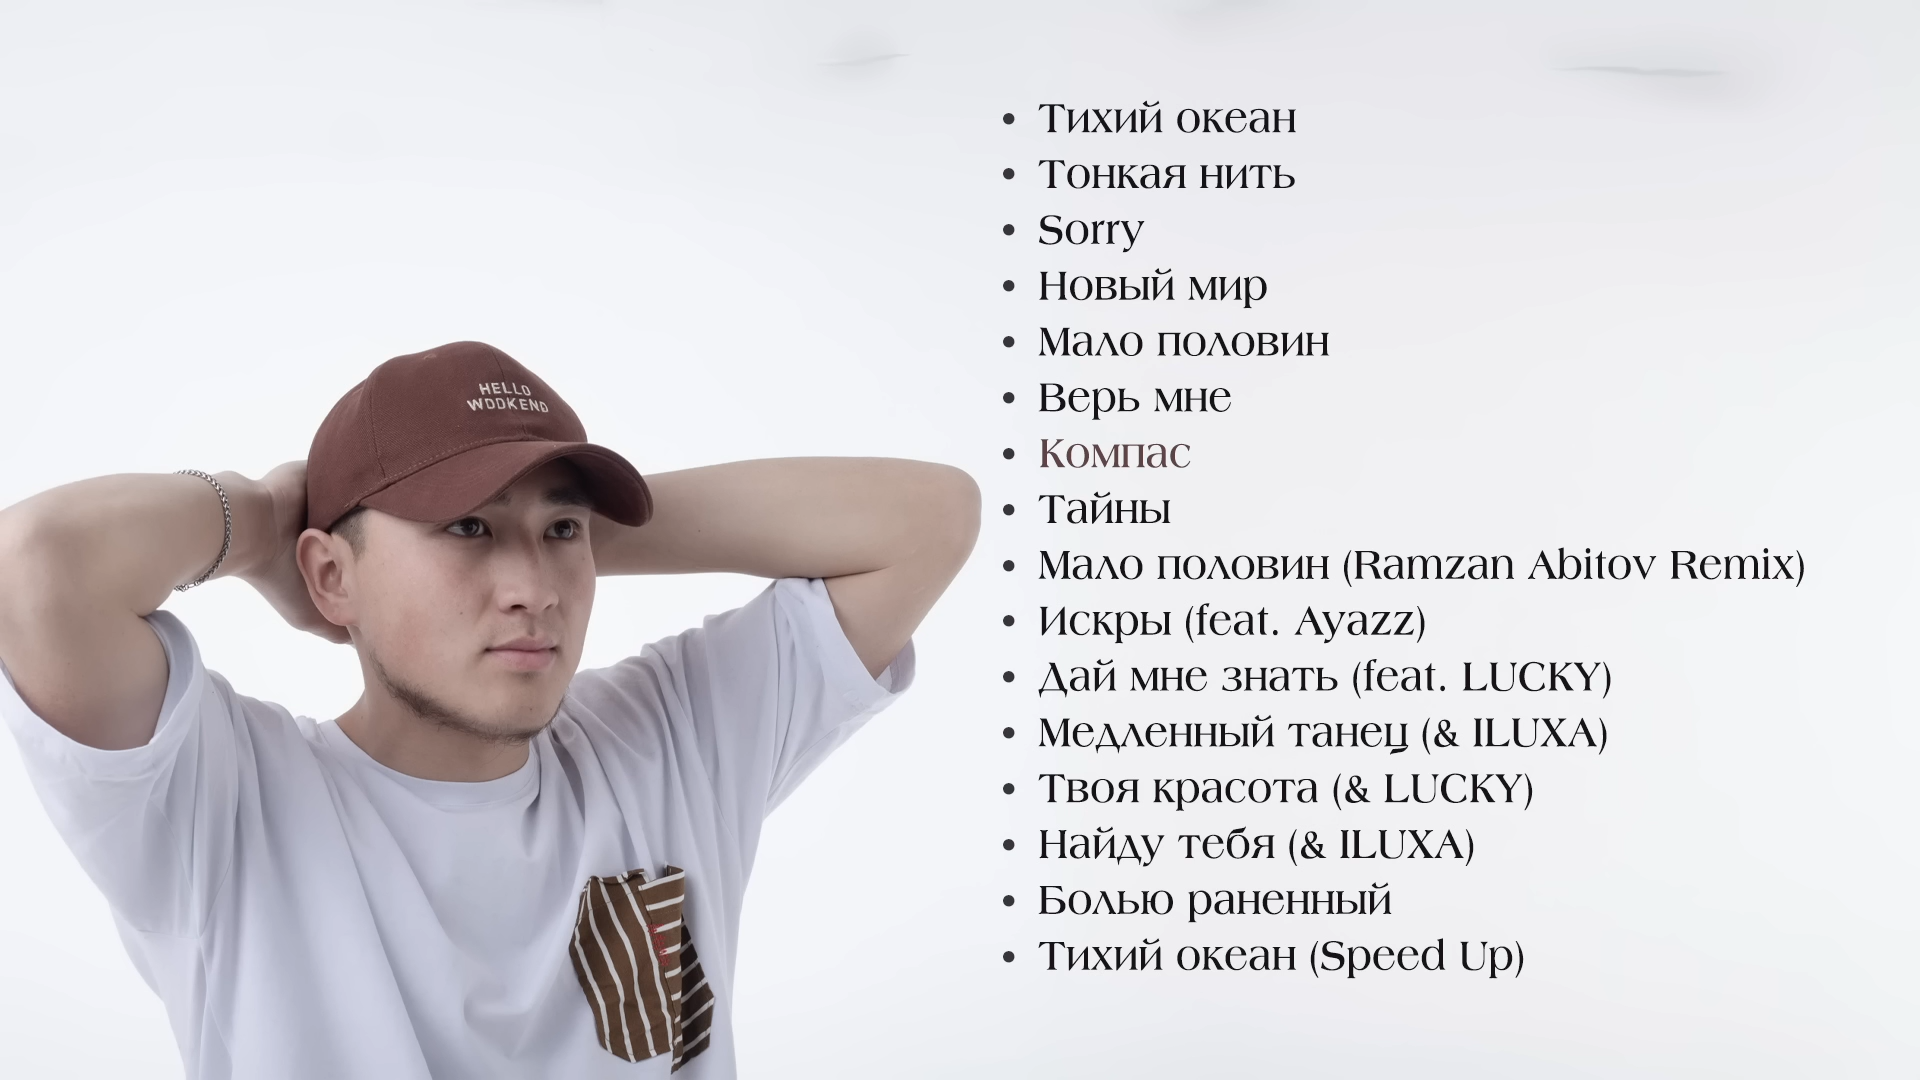 HELLO
WDDKEND
• Тихий океан
• Тонкая нить
• Sorry
• Новый мир
• Мало половин
• Верь мне
• Компас
• Тайны
• Мало половин (Ramzan Abitov Remix)
• Искры (feat. Ayazz)
• Дай мне знать (feat. LUCKY)
• Медленный танец (& ILUXA)
• Твоя красота (& LUCKY)
• Найду тебя (& ILUXA)
• Болью раненный
• Тихий океан (Speed Up)